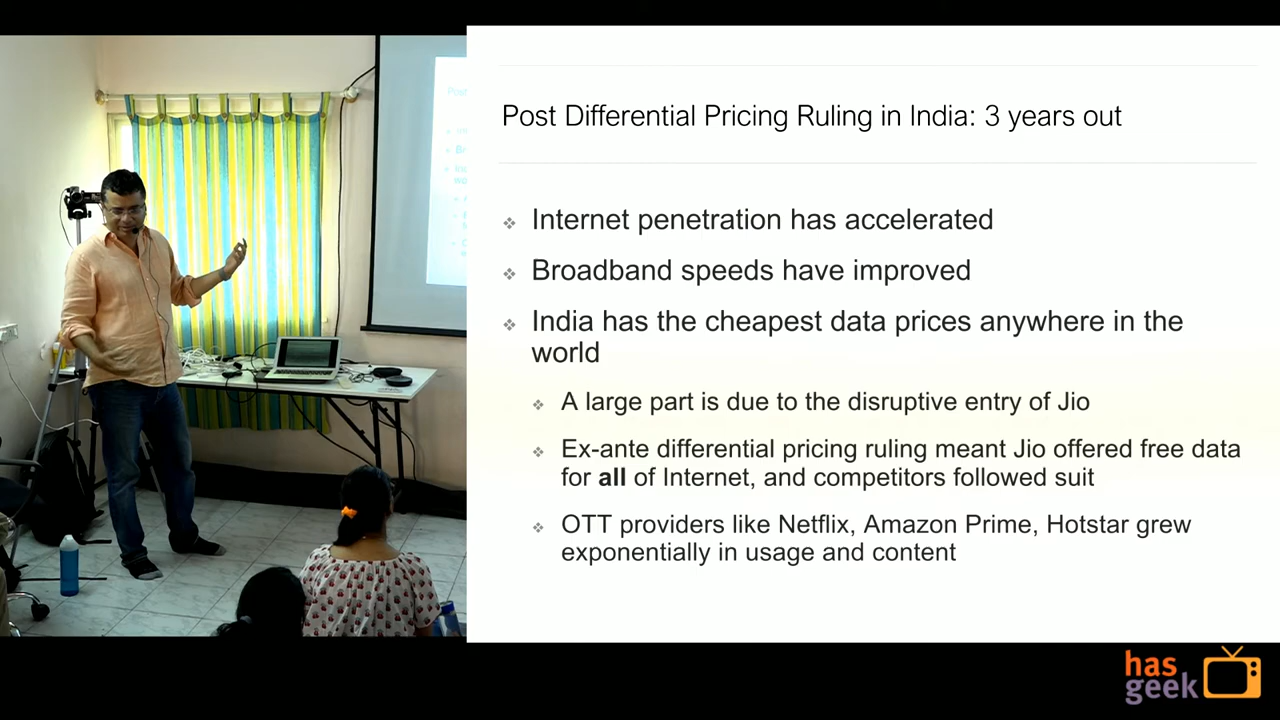 Post Differential Pricing Ruling in India: 3 years out
Internet penetration has accelerated
Broadband speeds have improved
India has the cheapest data prices anywhere in the
world
A large part is due to the disruptive entry of Jio
Ex-ante differential pricing ruling meant Jio offered free data
for all of Internet, and competitors followed suit
OTT providers like Netflix, Amazon Prime, Hotstar grew
exponentially in usage and content
has
geek